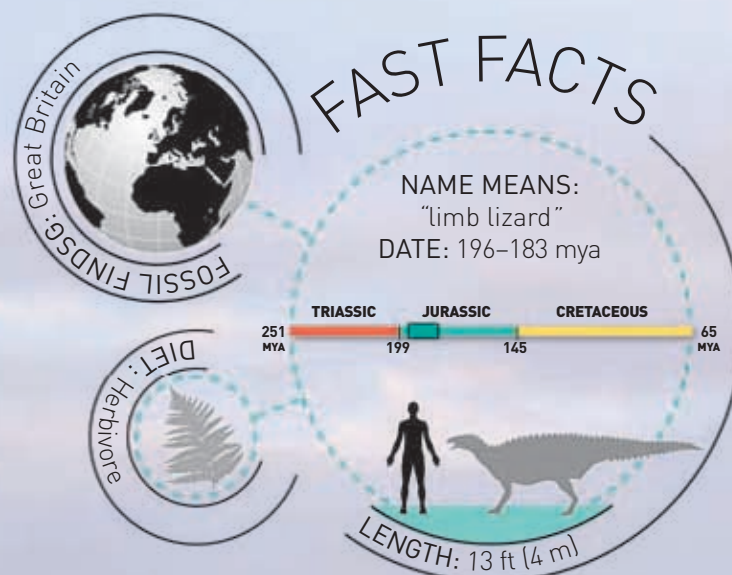 FAST FACTS
FOSSIL FINDSG: Great Britain
NAME MEANS:
“limb lizard”
DATE: 196–183 mya
TRIASSIC JURASSIC CRETACEOUS
251 MYA
199
145
65 MYA
DIET: Herbivore
LENGTH: 13 ft (4 m)